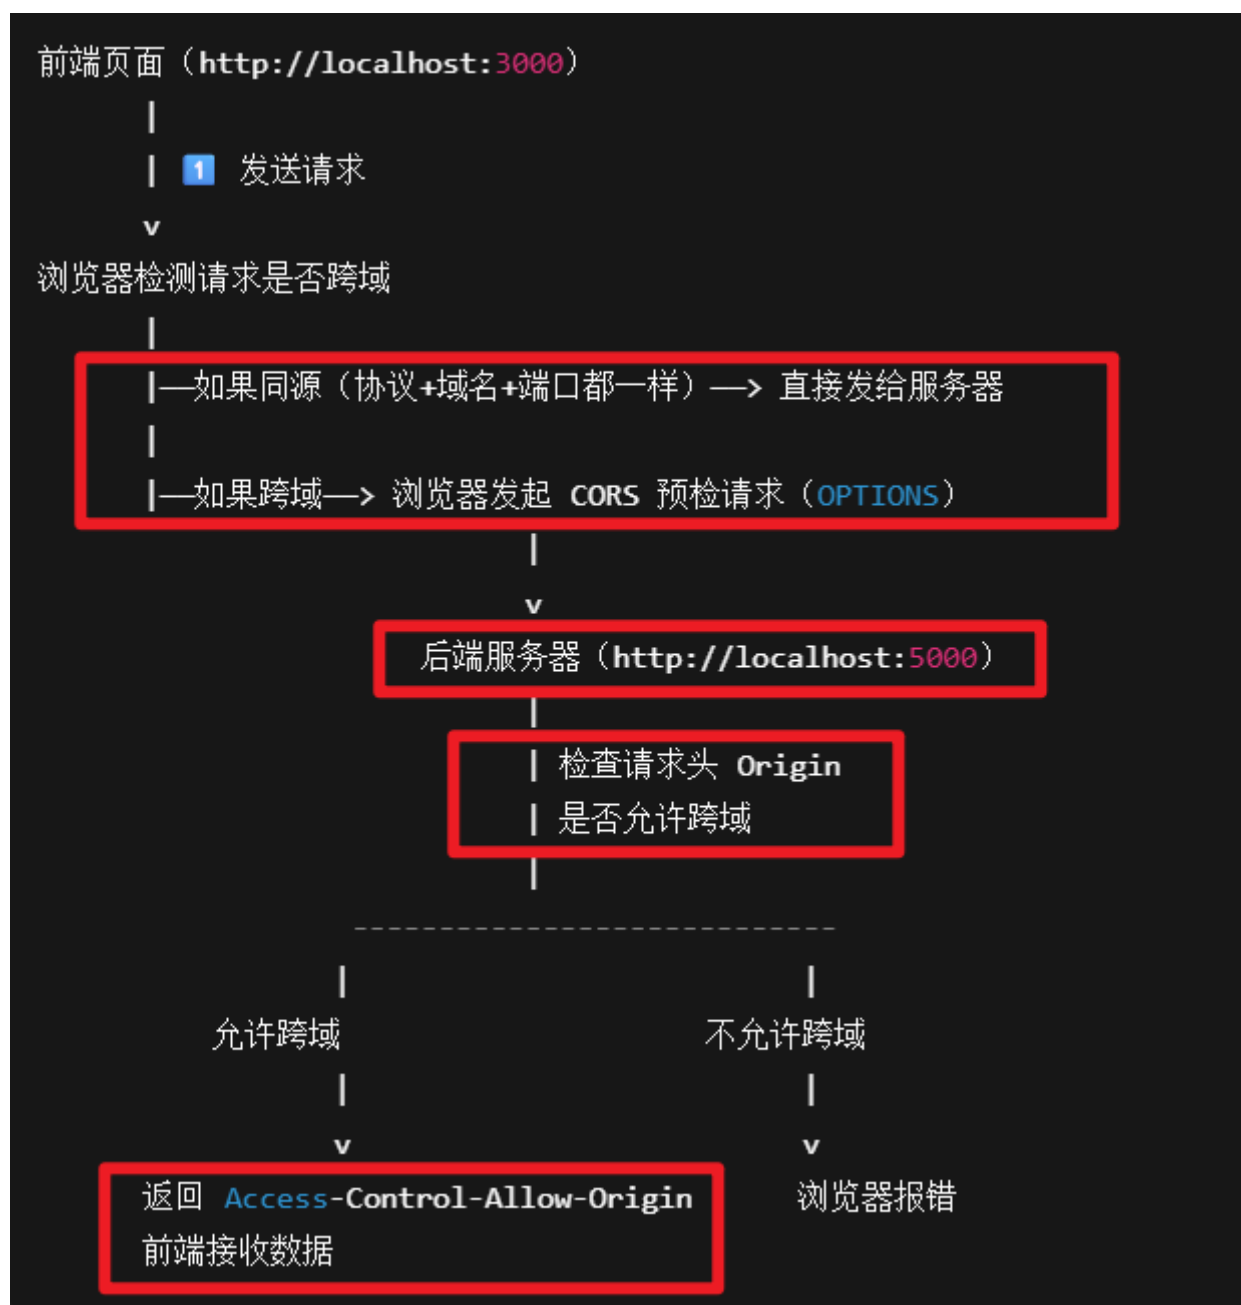 前端页面（http://localhost:3000）
|
| 1️⃣ 发送请求
v
浏览器检测请求是否跨域
|
|——如果同源（协议+域名+端口都一样）——> 直接发给服务器
|
|——如果跨域——> 浏览器发起 CORS 预检请求（OPTIONS）
|
v
后端服务器（http://localhost:5000）
|
| 检查请求头 Origin
| 是否允许跨域
|
------------------------------
| |
允许跨域 不允许跨域
| |
v v
返回 Access-Control-Allow-Origin 浏览器报错
前端接收数据